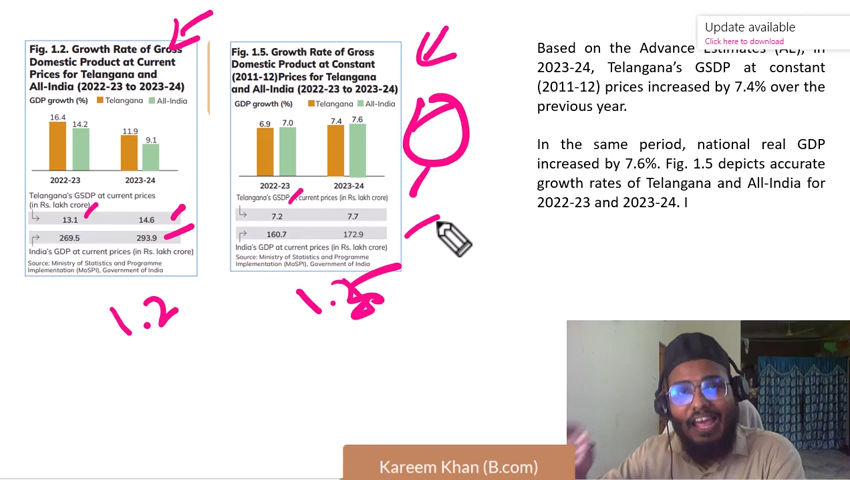 Fig. 1.2. Growth Rate of Gross
Domestic Product at Current
Prices for Telangana and
All-India (2022-23 to 2023-24)
GDP growth (%) Telangana All-India
16.4 14.2 11.9 9.1
2022-23 2023-24
Telangana's GSDP at current prices
(in Rs. lakh crore)
13.1 14.6
269.5 293.9
India's GDP at current prices (in Rs. lakh crore)
Source: Ministry of Statistics and Programme
Implementation (MoSPI), Government of India
1.2
Fig. 1.5. Growth Rate of Gross
Domestic Product at Constant
(2011-12)Prices for Telangana
and All-India (2022-23 to 2023-24)
GDP growth (%) Telangana All-India
6.9 7.0 7.4 7.6
2022-23 2023-24
Telangana's GSDP current prices (in Rs. lakh crore)
7.2 7.7
160.7 172.9
India's GDP at current prices (in Rs. lakh crore)
Source: Ministry of Statistics and Programme
Implementation (MoSPI), Government of India
Update available
Click here to download
Based on the Advance Estimates (AE), in
2023-24, Telangana's GSDP at constant
(2011-12) prices increased by 7.4% over the
previous year.
In the same period, national real GDP
increased by 7.6%. Fig. 1.5 depicts accurate
growth rates of Telangana and All-India for
2022-23 and 2023-24. I
Kareem Khan (B.com)